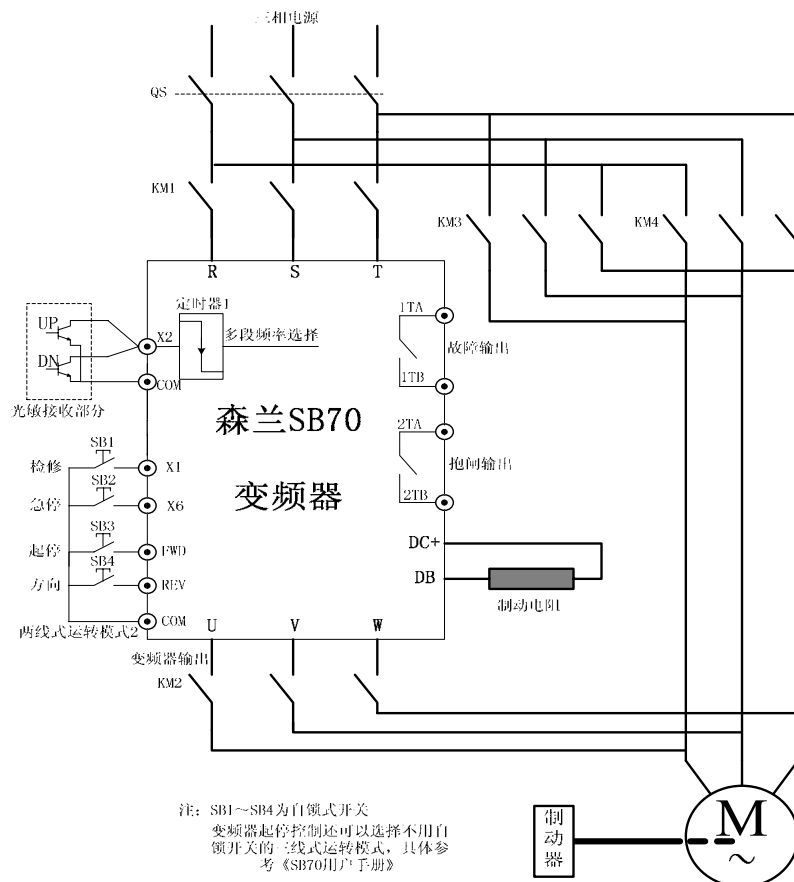 三相电源
QS
KM1
KM3
KM4
R
S
T
定时器1
UP
X2
多段频率选择
DN
COM
光敏接收部分
1TA
故障输出
1TB
森兰SB70
变频器
2TA
抱闸输出
2TB
SB1
检修
X1
SB2
急停
X6
SB3
起停
FWD
SB4
方向
REV
COM
两线式运转模式2
DC+
DB
制动电阻
U
V
W
变频器输出
KM2
注：SB1～SB4为自锁式开关
变频器起停控制还可以选择不用自
锁开关的三线式运转模式，具体参
考《SB70用户手册》
制动器
M
~